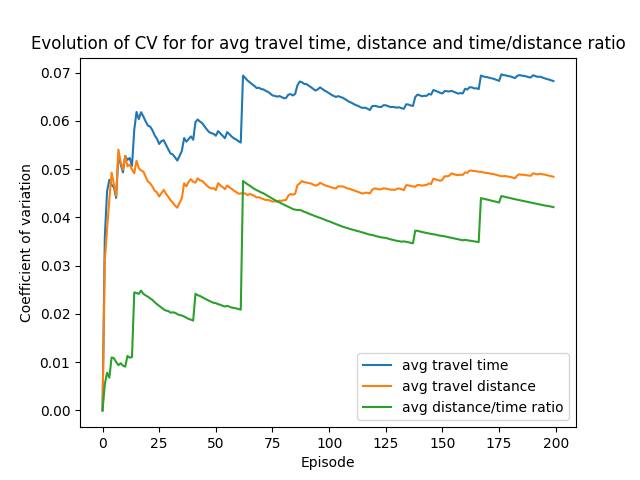 Evolution of CV for for avg travel time, distance and time/distance ratio
0.07
0.06
0.05
0.04
0.03
0.02
0.01
0.00
Coefficient of variation
avg travel time
avg travel distance
avg distance/time ratio
0 25 50 75 100 125 150 175 200
Episode